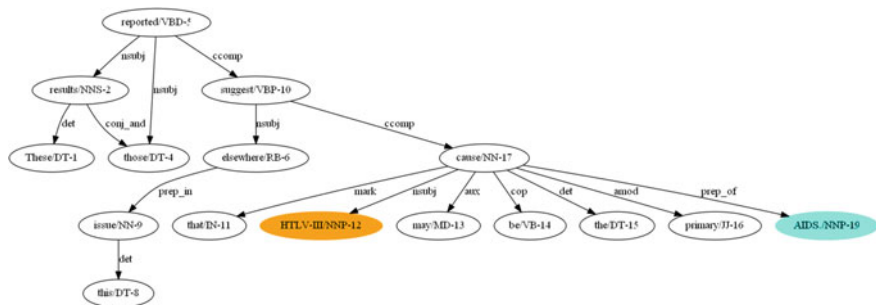 reported/VBD-5
nsubj nsubj ccomp
results/NNS-2 suggest/VBP-10
det conj_and nsubj ccomp
These/DT-1 those/DT-4 elsewhere/RB-6 cause/NN-17
prep_in mark nsubj aux cop det amod prep_of
issue/NN-9 that/IN-11 HTLV-III/NNP-12 may/MD-13 be/VB-14 the/DT-15 primary/JJ-16 AIDS./NNP-19
det
this/DT-8